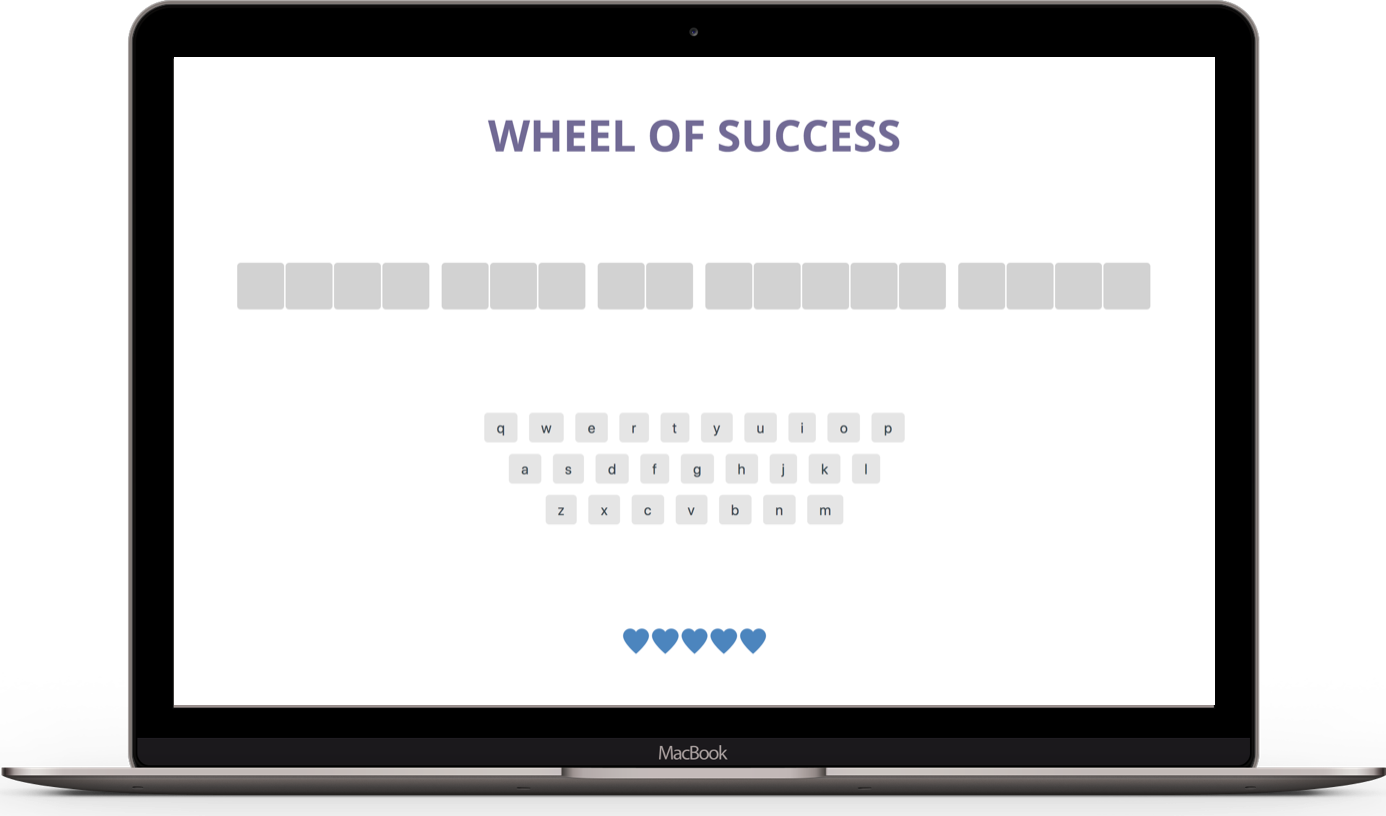 WHEEL OF SUCCESS
q w e r t y u i o p
a s d f g h j k l
z x c v b n m
MacBook